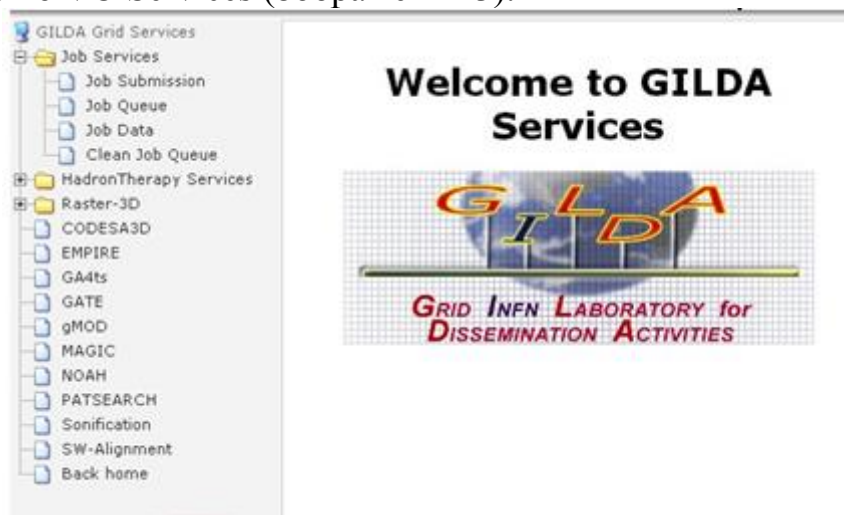 GILDA Grid Services
Job Services
Job Submission
Job Queue
Job Data
Clean Job Queue
HadronTherapy Services
Raster-3D
CODESA3D
EMPIRE
GA4ts
GATE
gMOD
MAGIC
NOAH
PATSEARCH
Sonification
SW-Alignment
Back home
Welcome to GILDA
Services
GILDA
GRID INFN LABORATORY for
DISSEMINATION ACTIVITIES